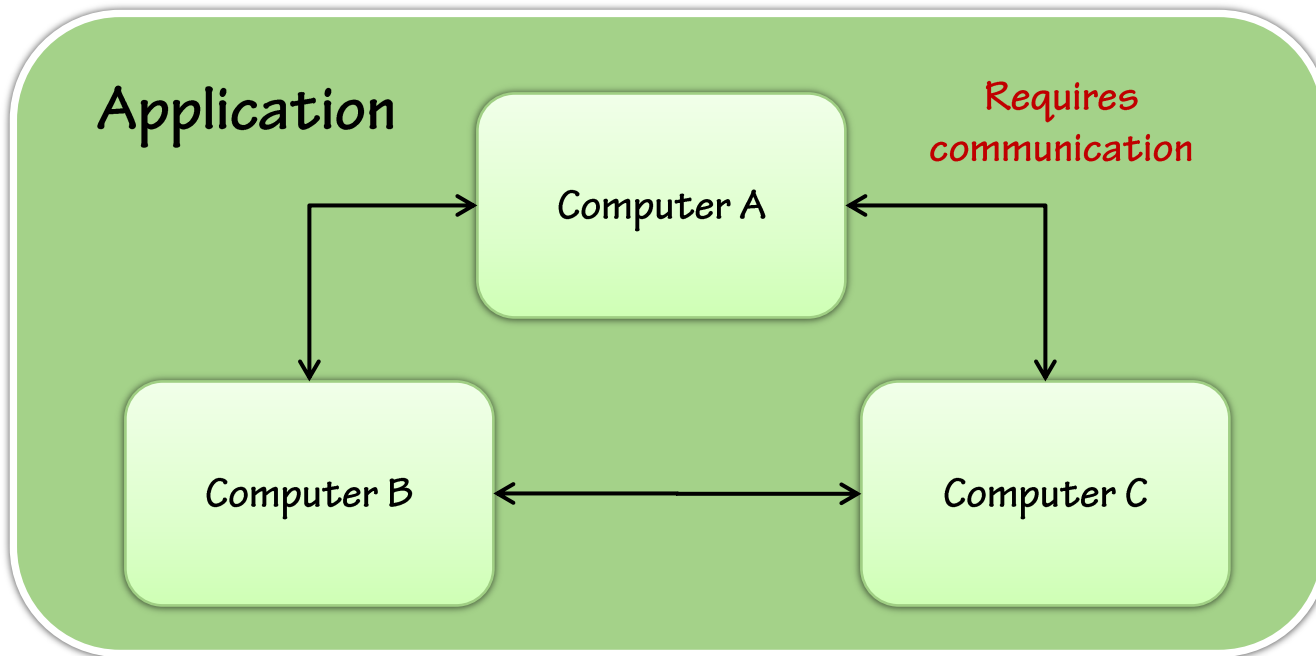 Application
Requires
communication
Computer A
Computer B
Computer C